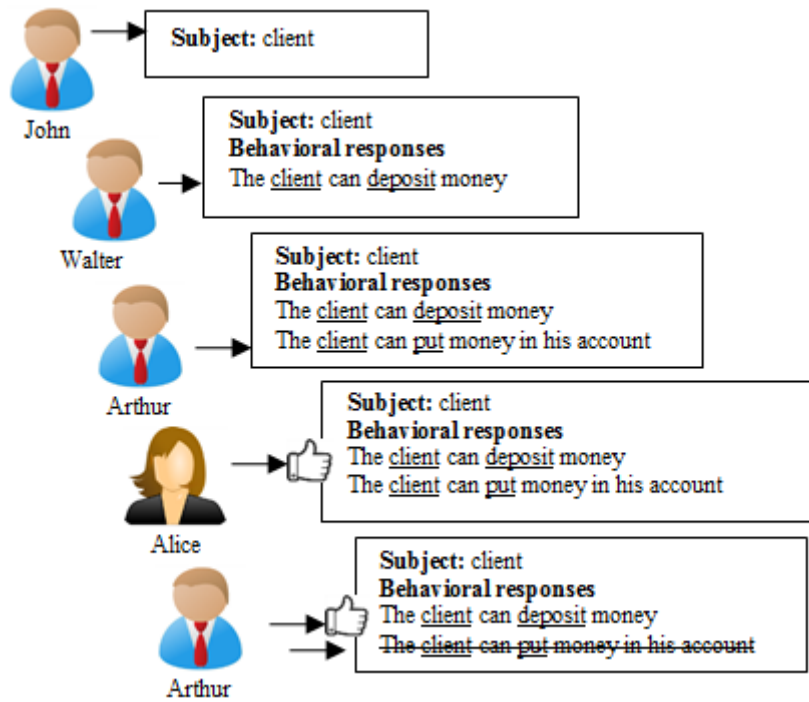 Subject: client
John
Subject: client
Behavioral responses
The client can deposit money
Walter
Subject: client
Behavioral responses
The client can deposit money
The client can put money in his account
Arthur
Subject: client
Behavioral responses
The client can deposit money
The client can put money in his account
Alice
Subject: client
Behavioral responses
The client can deposit money
The client can put money in his account
Arthur